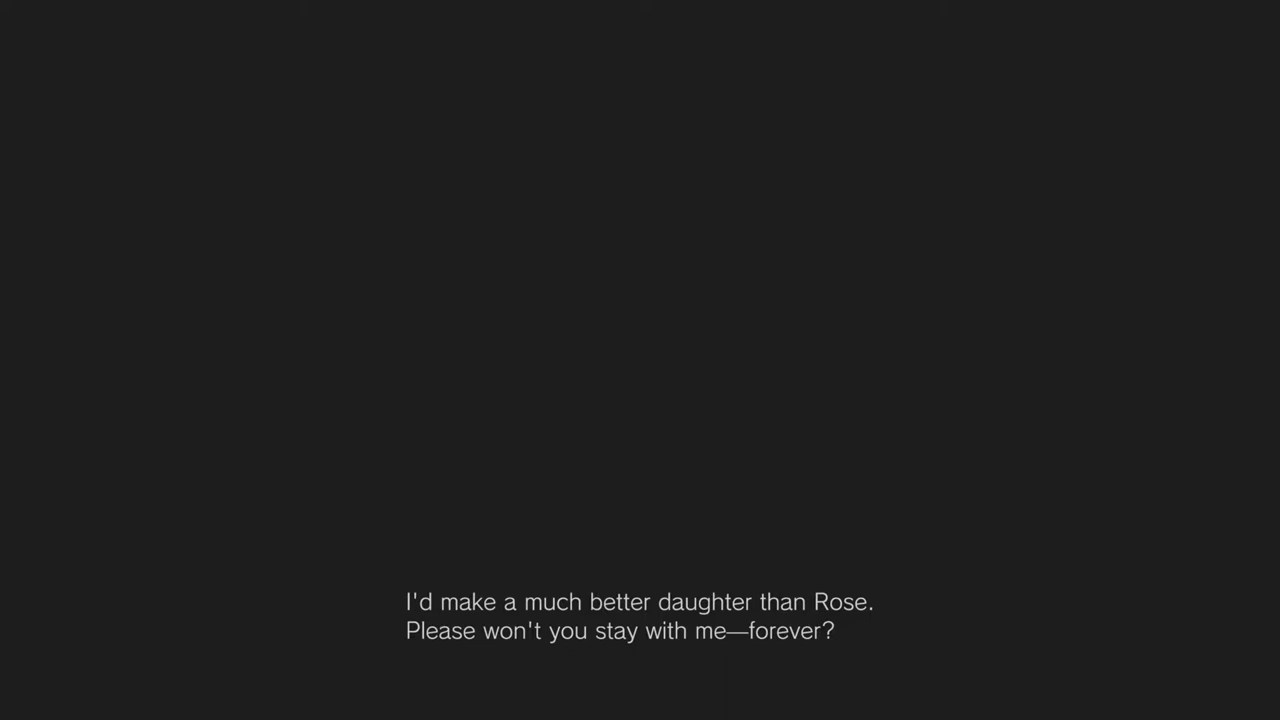 I'd make a much better daughter than Rose.
Please won't you stay with me—forever?